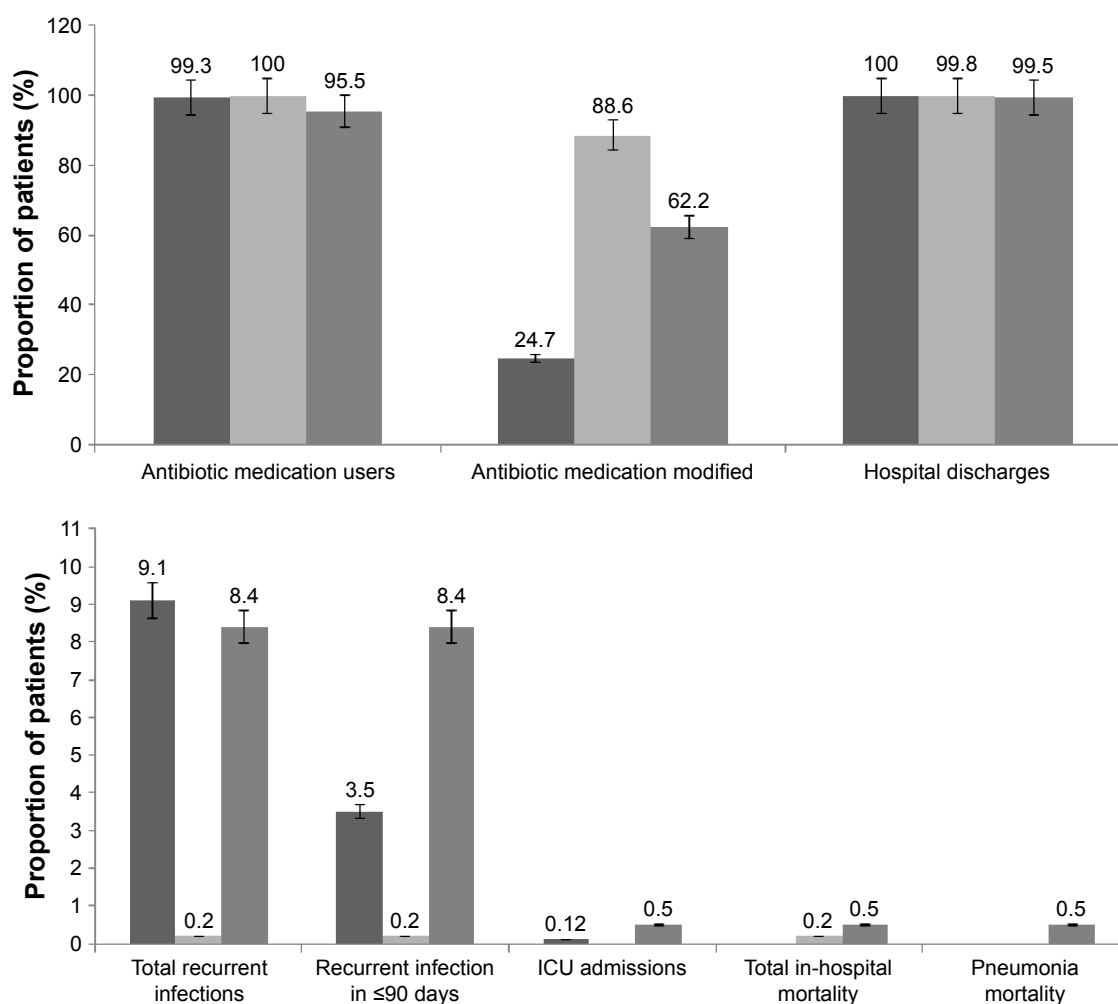 Proportion of patients (%)
120
100
80
60
40
20
0
99.3
100
95.5
24.7
88.6
62.2
100
99.8
99.5
Antibiotic medication users
Antibiotic medication modified
Hospital discharges
Proportion of patients (%)
11
10
9
8
7
6
5
4
3
2
1
0
9.1
0.2
8.4
3.5
0.2
8.4
0.12
0.5
0.2
0.5
0.5
Total recurrent
infections
Recurrent infection
in ≤90 days
ICU admissions
Total in-hospital
mortality
Pneumonia
mortality